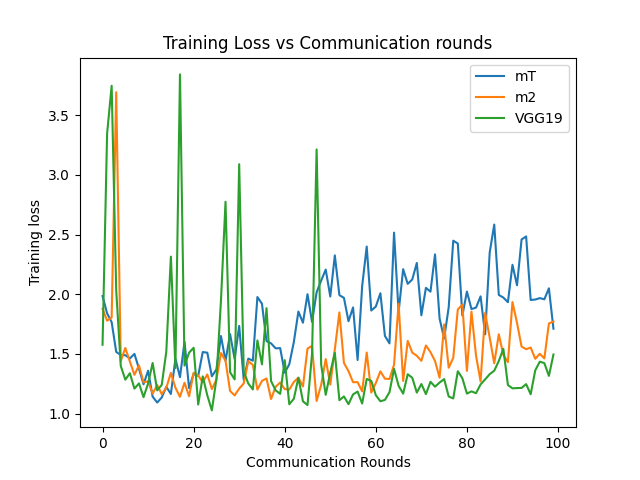 Training Loss vs Communication rounds
mT
m2
VGG19
Training loss
3.5
3.0
2.5
2.0
1.5
1.0
0
20
40
60
80
100
Communication Rounds